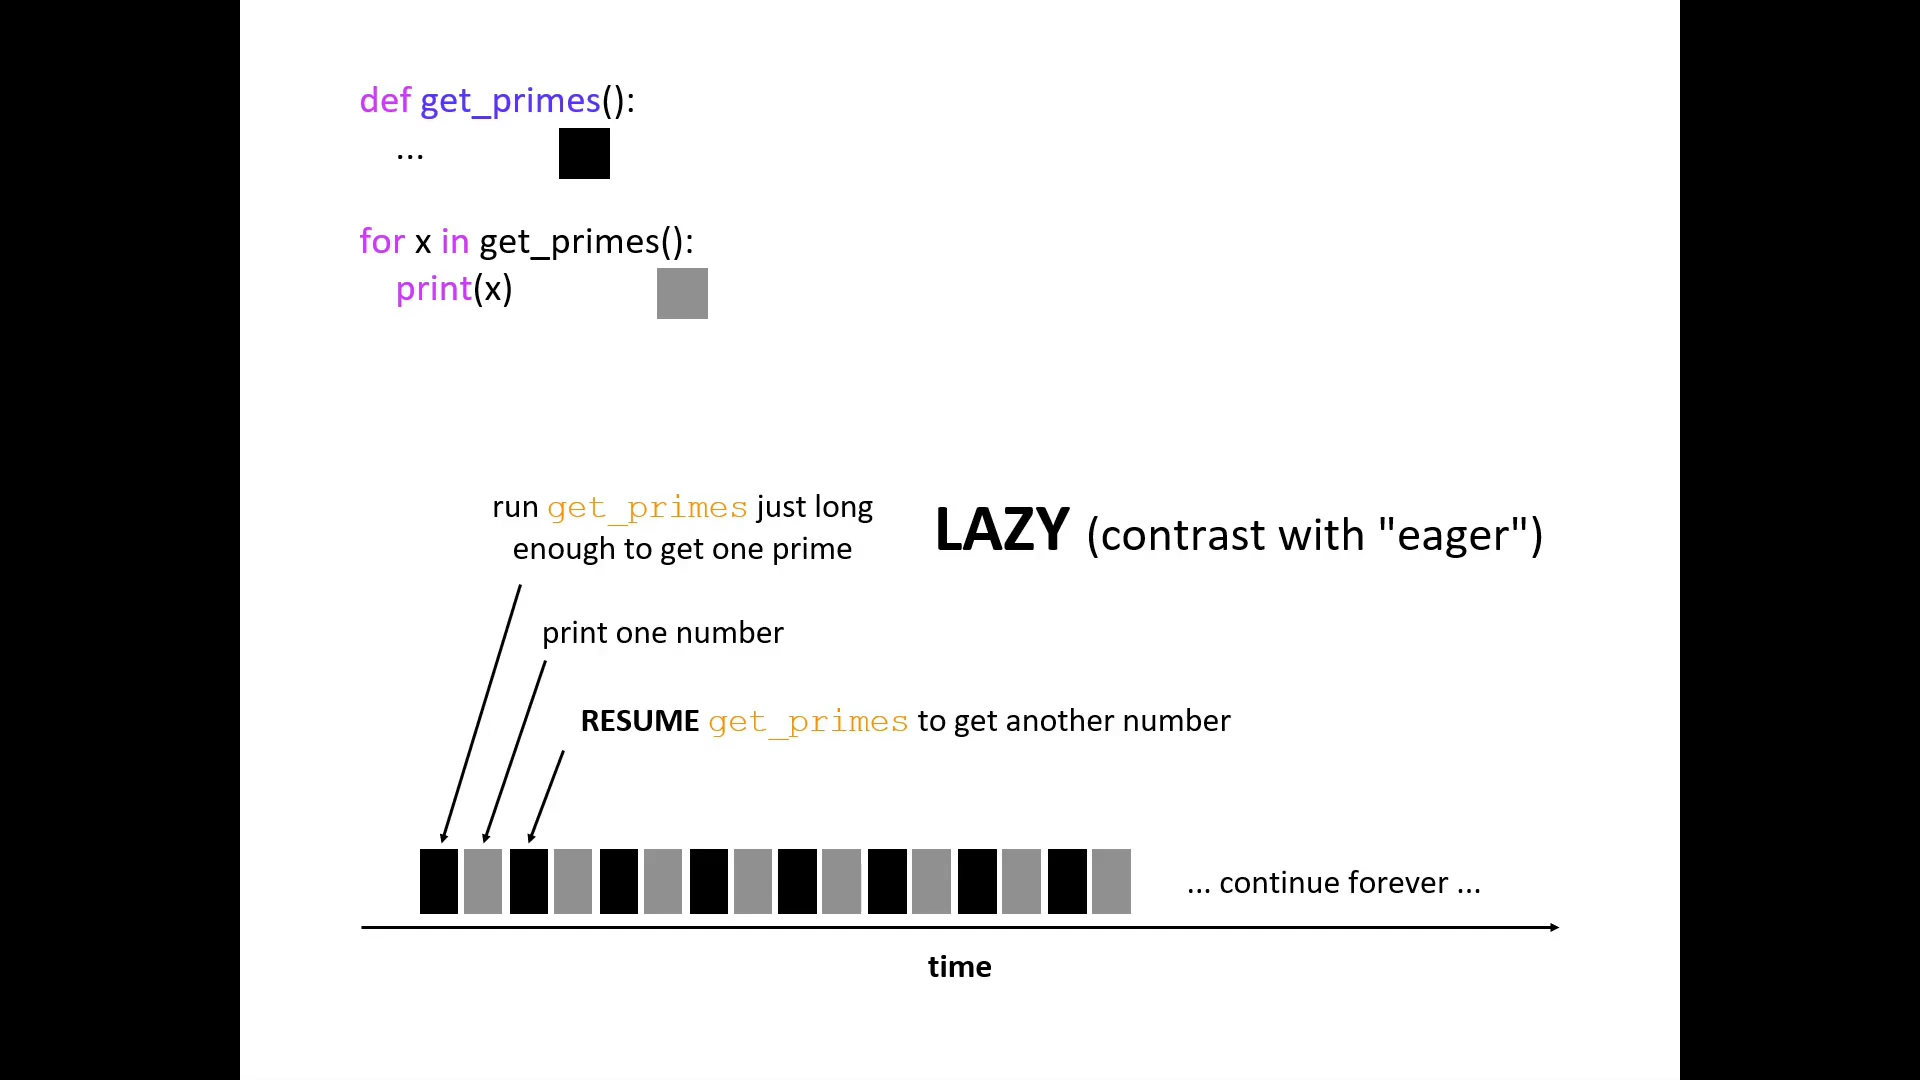 def get_primes():
...
for x in get_primes():
print(x)
run get_primes just long
enough to get one prime
LAZY (contrast with "eager")
print one number
RESUME get_primes to get another number
... continue forever ...
time